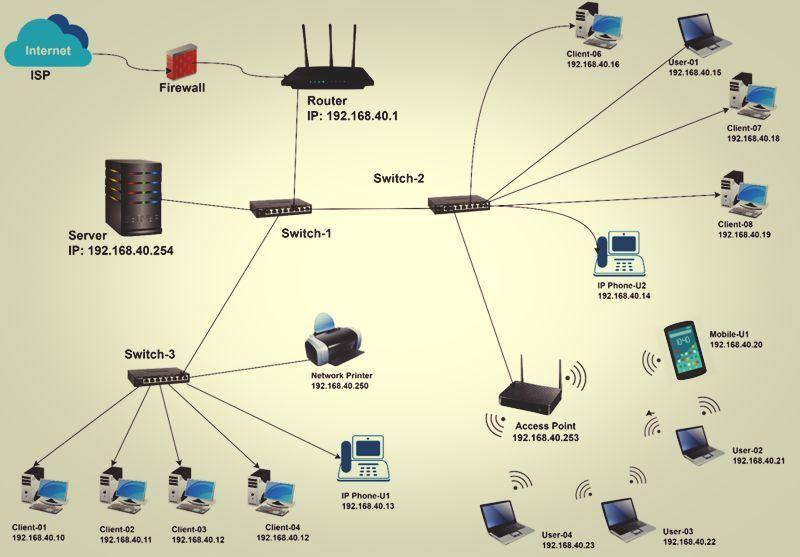 Internet
ISP
Firewall
Router
IP: 192.168.40.1
Client-06
192.168.40.16
User-01
192.168.40.15
Client-07
192.168.40.18
Switch-2
Client-08
192.168.40.19
Server
IP: 192.168.40.254
Switch-1
IP Phone-U2
192.168.40.14
Switch-3
Network Printer
192.168.40.250
Mobile-U1
192.168.40.20
10:40
Access Point
192.168.40.253
User-02
192.168.40.21
IP Phone-U1
192.168.40.13
Client-01
192.168.40.10
Client-02
192.168.40.11
Client-03
192.168.40.12
Client-04
192.168.40.12
User-04
192.168.40.23
User-03
192.168.40.22